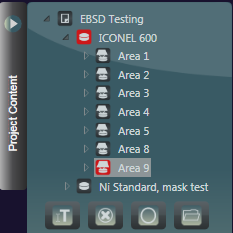 Project Content
EBSD Testing
ICONEL 600
Area 1
Area 2
Area 3
Area 4
Area 5
Area 8
Area 9
Ni Standard, mask test